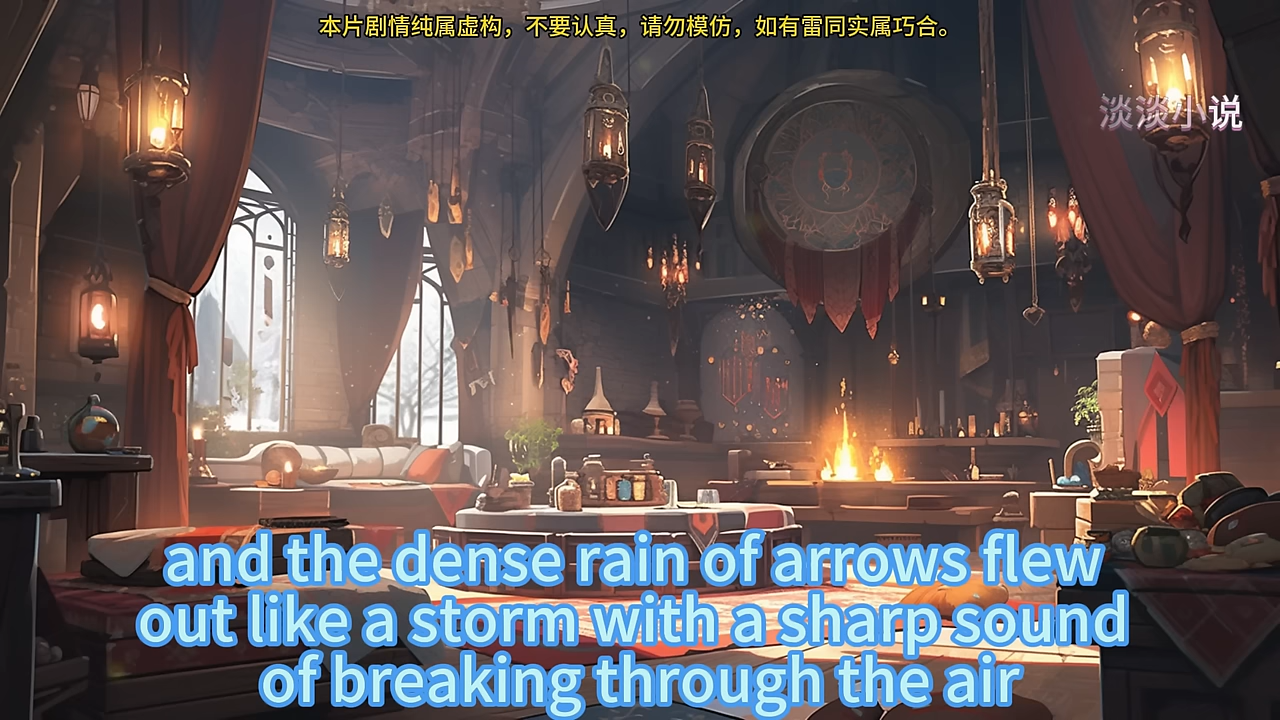 本片剧情纯属虚构，不要认真，请勿模仿，如有雷同实属巧合。
淡淡小说
and the dense rain of arrows flew
out like a storm with a sharp sound
of breaking through the air